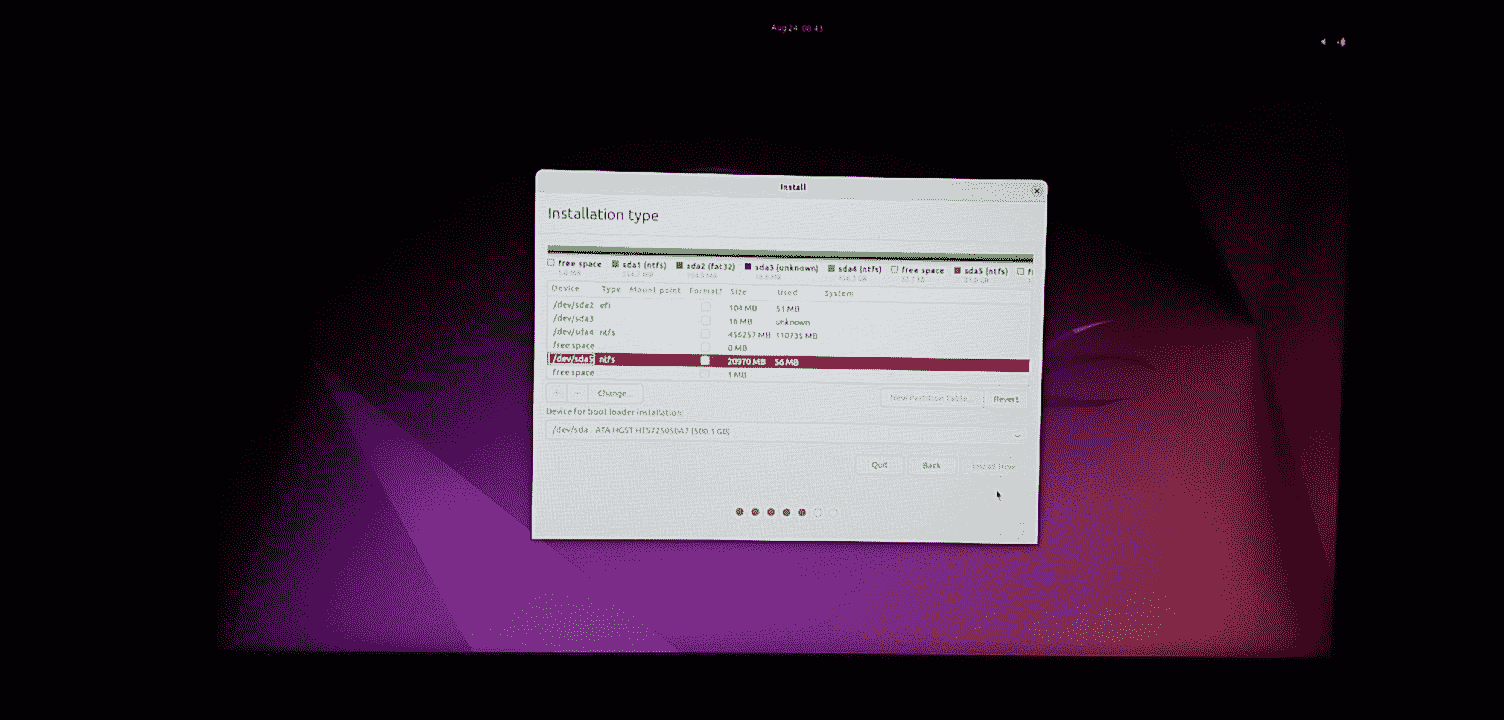 Aug 24 08:43
Install
Installation type
free space sda1 (ntfs) sda2 (fat32) sda3 (unknown) sda4 (ntfs) free space sda5 (ntfs)
Device Type Mount point Format? Size Used System
/dev/sda2 efi 104 MB 51 MB
/dev/sda3 16 MB unknown
/dev/sda4 ntfs 456257 MB 110735 MB
free space 0 MB
/dev/sda5 ntfs 20970 MB 56 MB
free space 1 MB
+ - Change... New Partition Table... Revert
Device for boot loader installation:
/dev/sda ATA HGST (500.1 GB)
Quit Back Install Now